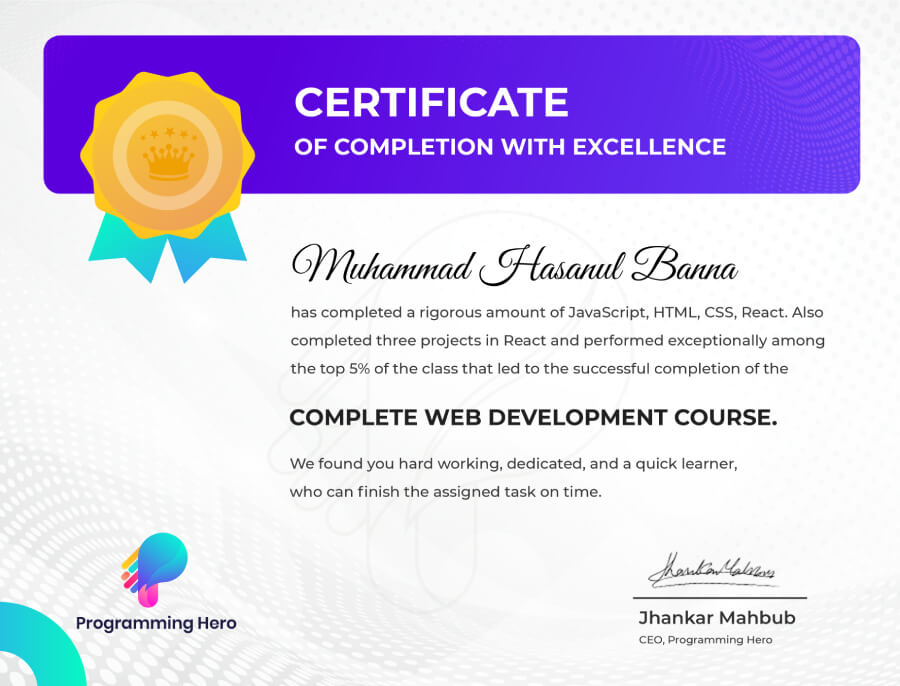 CERTIFICATE
OF COMPLETION WITH EXCELLENCE
Muhammad Hasanul Banna
has completed a rigorous amount of JavaScript, HTML, CSS, React. Also
completed three projects in React and performed exceptionally among
the top 5% of the class that led to the successful completion of the
COMPLETE WEB DEVELOPMENT COURSE.
We found you hard working, dedicated, and a quick learner,
who can finish the assigned task on time.
Programming Hero
Jhankar Mahbub
Jhankar Mahbub
CEO, Programming Hero